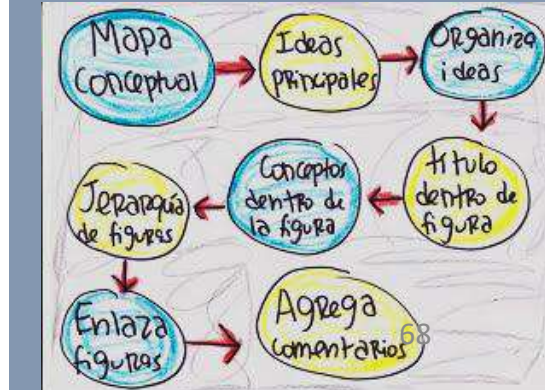 Mapa
Conceptual
Ideas
principales
Organiza
ideas
título
dentro de
figura
Conceptos
dentro de
la figura
Jerarquía
de figuras
Enlaza
figuras
Agrega
comentarios
68